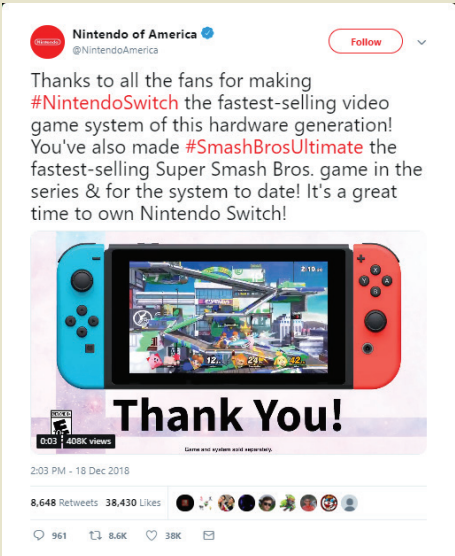 Nintendo of America
@NintendoAmerica
Follow
Thanks to all the fans for making
#NintendoSwitch the fastest-selling video
game system of this hardware generation!
You've also made #SmashBrosUltimate the
fastest-selling Super Smash Bros. game in the
series & for the system to date! It's a great
time to own Nintendo Switch!
Thank You!
0:03 408K views
Game and system sold separately.
2:03 PM - 18 Dec 2018
8,648 Retweets 38,430 Likes
961 8.6K 38K